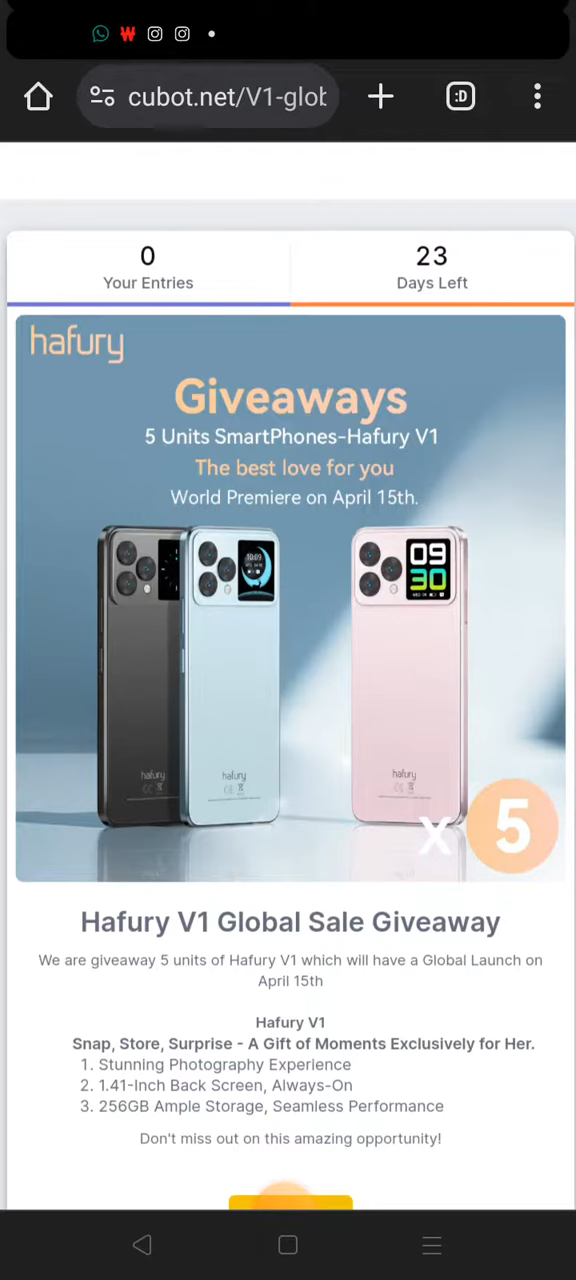 cubot.net/V1-glob
:D
0
Your Entries
23
Days Left
hafury
Giveaways
5 Units SmartPhones-Hafury V1
The best love for you
World Premiere on April 15th.
10:09
09
30
hafury
hafury
hafury
x 5
Hafury V1 Global Sale Giveaway
We are giveaway 5 units of Hafury V1 which will have a Global Launch on
April 15th
Hafury V1
Snap, Store, Surprise - A Gift of Moments Exclusively for Her.
1. Stunning Photography Experience
2. 1.41-Inch Back Screen, Always-On
3. 256GB Ample Storage, Seamless Performance
Don't miss out on this amazing opportunity!